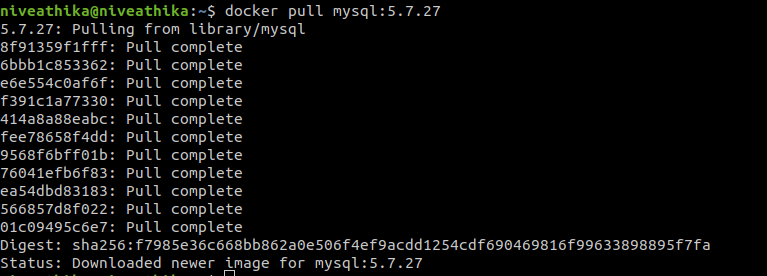 niveathika@niveathika:~$ docker pull mysql:5.7.27
5.7.27: Pulling from library/mysql
8f91359f1fff: Pull complete
6bbb1c853362: Pull complete
e6e554c0af6f: Pull complete
f391c1a77330: Pull complete
414a8a88eabc: Pull complete
fee78658f4dd: Pull complete
9568f6bff01b: Pull complete
76041efb6f83: Pull complete
ea54dbd83183: Pull complete
566857d8f022: Pull complete
01c09495c6e7: Pull complete
Digest: sha256:f7985e36c668bb862a0e506f4ef9acdd1254cdf690469816f99633898895f7fa
Status: Downloaded newer image for mysql:5.7.27